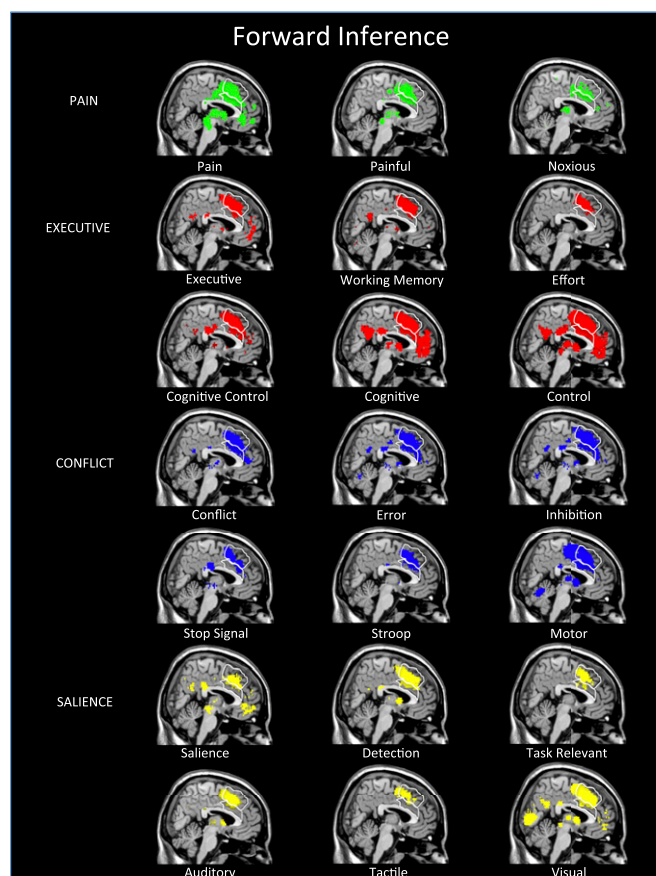 Forward Inference
PAIN
Pain Painful Noxious
EXECUTIVE
Executive Working Memory Effort
Cognitive Control Cognitive Control
CONFLICT
Conflict Error Inhibition
Stop Signal Stroop Motor
SALIENCE
Salience Detection Task Relevant
Auditory Tactile Visual